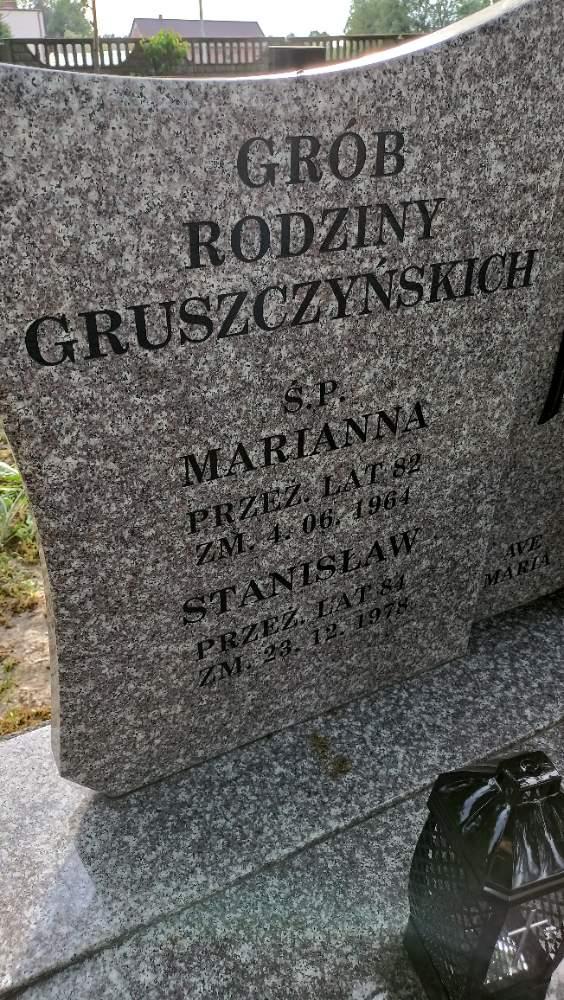 GRÓB
RODZINY
GRUSZCZYŃSKICH
Ś.P.
MARIANNA
PRZEŻ. LAT 82
ZM. 4. 06. 1964
STANISŁAW
PRZEŻ. LAT 84
ZM. 23. 12. 1978
AVE
MARIA